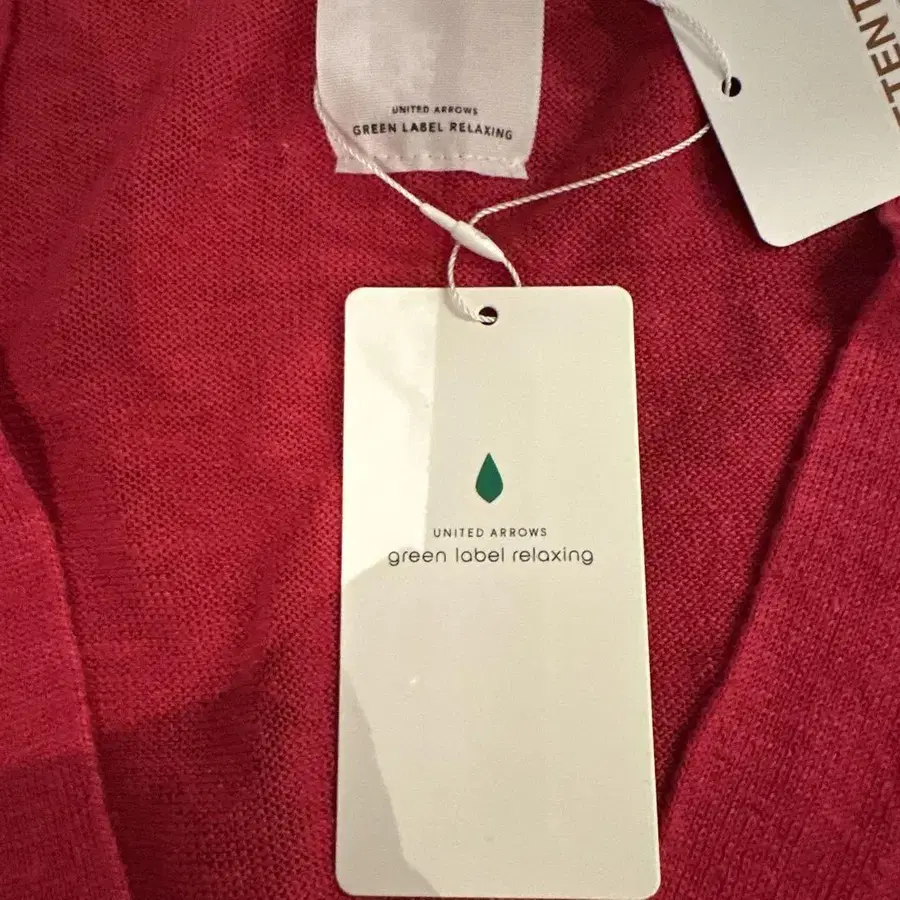 UNITED ARROWS
GREEN LABEL RELAXING
UNITED ARROWS
green label relaxing